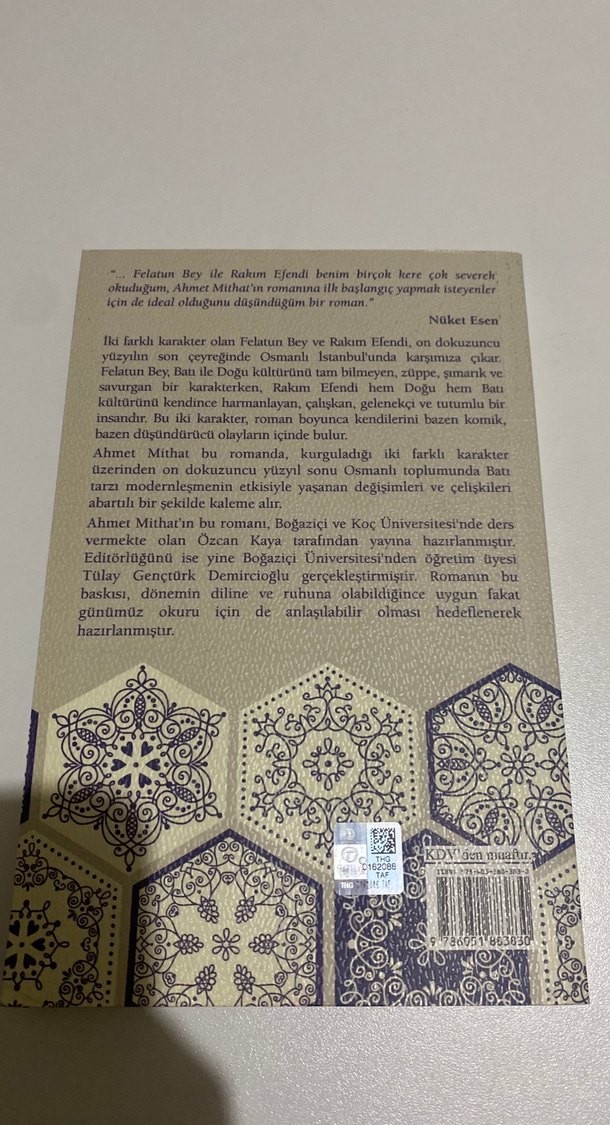 "... Felatun Bey ile Rakım Efendi benim birçok kere çok severek
okuduğum, Ahmet Mithat'ın romanına ilk başlangıç yapmak isteyenler
için de ideal olduğunu düşündüğüm bir roman."
Nüket Esen
İki farklı karakter olan Felatun Bey ve Rakım Efendi, on dokuzuncu
yüzyılın son çeyreğinde Osmanlı İstanbul'unda karşımıza çıkar.
Felatun Bey, Batı ile Doğu kültürünü tam bilmeyen, züppe, şımarık ve
savurgan bir karakterken, Rakım Efendi hem Doğu hem Batı
kültürünü kendince harmanlayan, çalışkan, gelenekçi ve tutumlu bir
insandır. Bu iki karakter, roman boyunca kendilerini bazen komik,
bazen düşündürücü olayların içinde bulur.
Ahmet Mithat bu romanda, kurguladığı iki farklı karakter
üzerinden on dokuzuncu yüzyıl sonu Osmanlı toplumunda Batı
tarzı modernleşmenin etkisiyle yaşanan değişimleri ve çelişkileri
abartılı bir şekilde kaleme alır.
Ahmet Mithat'ın bu romanı, Boğaziçi ve Koç Üniversitesi'nde ders
vermekte olan Özcan Kaya tarafından yayına hazırlanmıştır.
Editörlüğünü ise yine Boğaziçi Üniversitesi'nden öğretim üyesi
Tülay Gençtürk Demircioğlu gerçekleştirmiştir. Romanın bu
baskısı, dönemin diline ve ruhuna olabildiğince uygun fakat
günümüz okuru için de anlaşılabilir olması hedeflenerek
hazırlanmıştır.
THG
0162086
TAF
THG
KDV'den muaftır.
ISBN
9 786051 863830